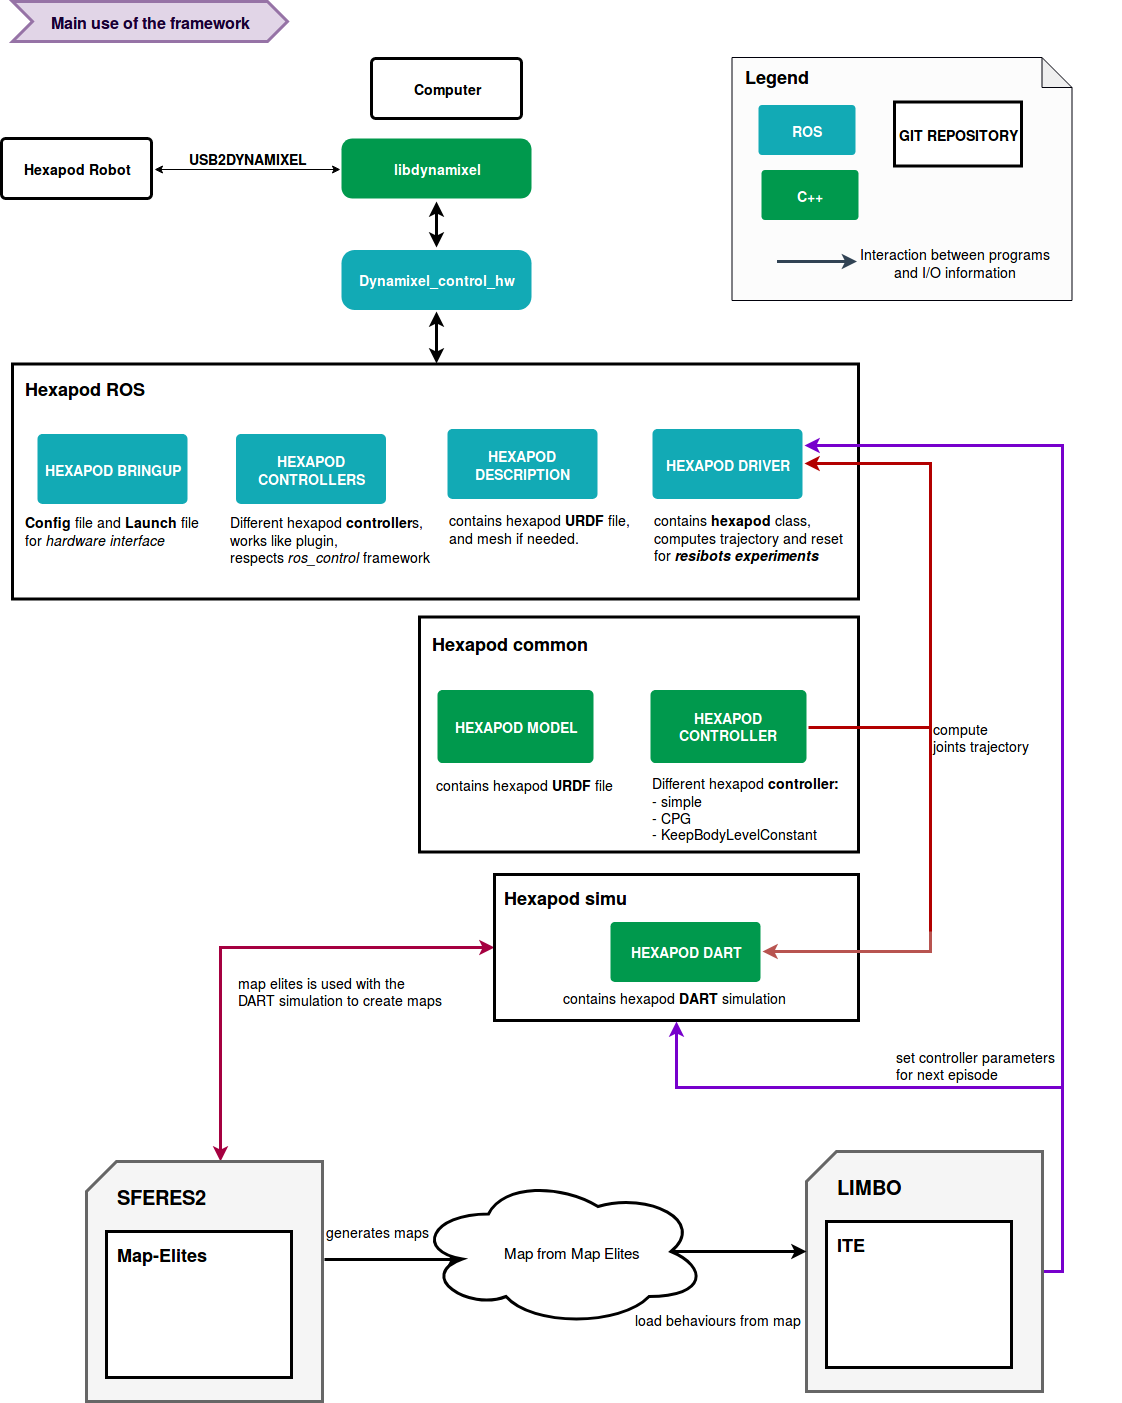 Main use of the framework
Computer
Legend
ROS
GIT REPOSITORY
C++
Interaction between programs
and I/O information
Hexapod Robot
USB2DYNAMIXEL
libdynamixel
Dynamixel_control_hw
Hexapod ROS
HEXAPOD BRINGUP
Config file and Launch file
for hardware interface
HEXAPOD
CONTROLLERS
Different hexapod controllers,
works like plugin,
respects ros_control framework
HEXAPOD
DESCRIPTION
contains hexapod URDF file,
and mesh if needed.
HEXAPOD DRIVER
contains hexapod class,
computes trajectory and reset
for resibots experiments
Hexapod common
HEXAPOD MODEL
contains hexapod URDF file
HEXAPOD
CONTROLLER
Different hexapod controller:
- simple
- CPG
- KeepBodyLevelConstant
compute
joints trajectory
Hexapod simu
HEXAPOD DART
contains hexapod DART simulation
map elites is used with the
DART simulation to create maps
set controller parameters
for next episode
SFERES2
Map-Elites
generates maps
Map from Map Elites
load behaviours from map
LIMBO
ITE